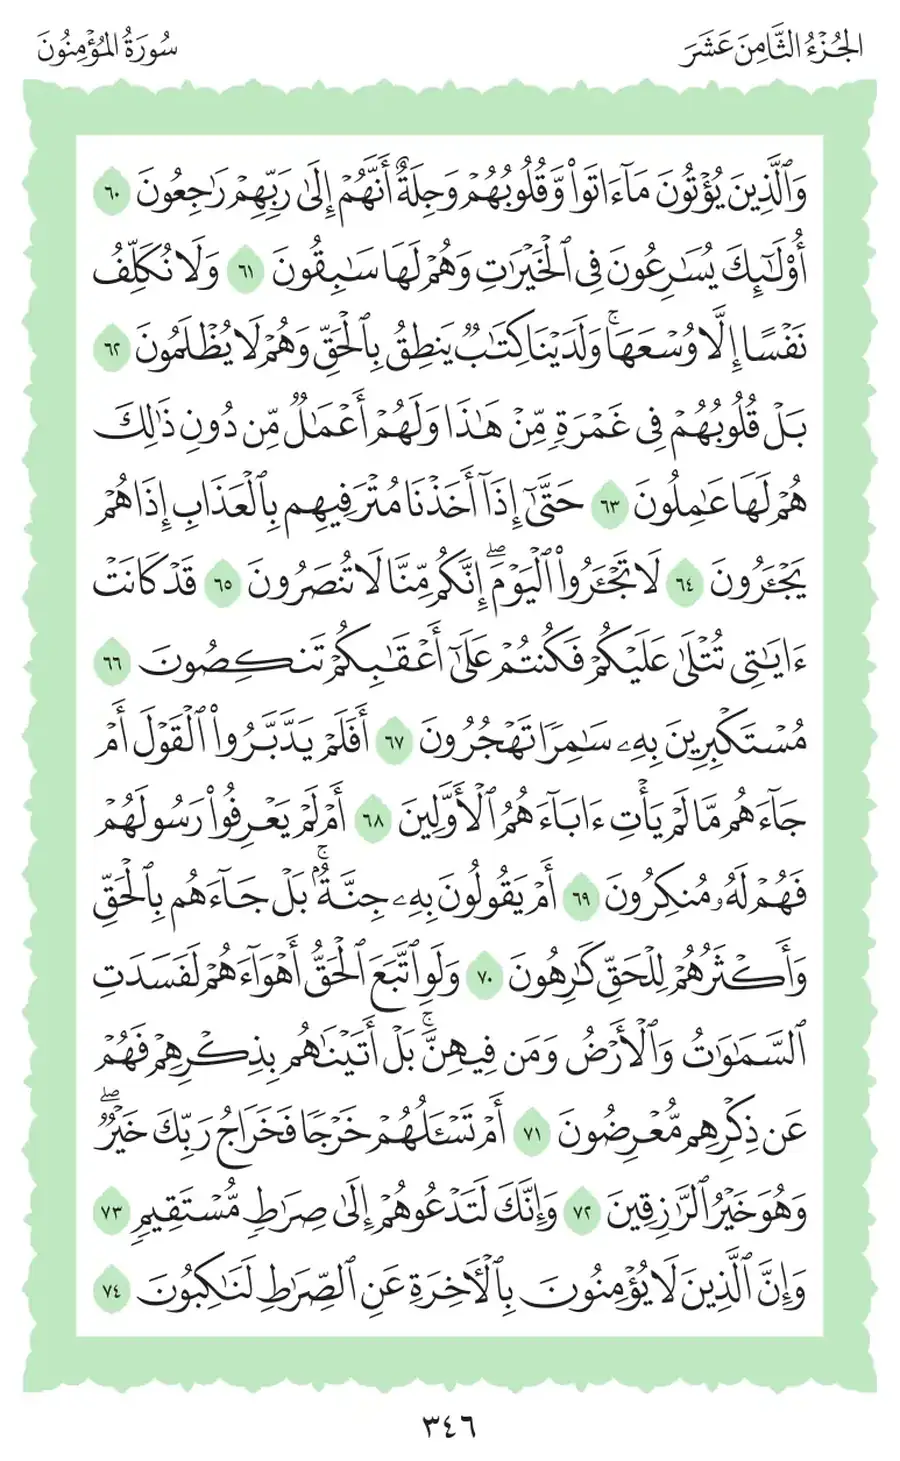 الجُزْءُ الثَّامِنَ عَشَرَ
سُورَةُ المُؤْمِنُونَ
وَٱلَّذِينَ يُؤْتُونَ مَآ ءَاتَواْ وَّقُلُوبُهُمْ وَجِلَةٌ أَنَّهُمْ إِلَىٰ رَبِّهِمْ رَٰجِعُونَ ٦٠
أُوْلَٰٓئِكَ يُسَٰرِعُونَ فِى ٱلْخَيْرَٰتِ وَهُمْ لَهَا سَٰبِقُونَ ٦١ وَلَا نُكَلِّفُ
نَفْسًا إِلَّا وُسْعَهَاۚ وَلَدَيْنَا كِتَٰبٌ يَنطِقُ بِٱلْحَقِّ وَهُمْ لَا يُظْلَمُونَ ٦٢
بَلْ قُلُوبُهُمْ فِى غَمْرَةٍ مِّنْ هَٰذَا وَلَهُمْ أَعْمَٰلٌ مِّن دُونِ ذَٰلِكَ
هُمْ لَهَا عَٰمِلُونَ ٦٣ حَتَّىٰٓ إِذَآ أَخَذْنَا مُتْرَفِيهِم بِٱلْعَذَابِ إِذَا هُمْ
يَجْـَٔرُونَ ٦٤ لَا تَجْـَٔرُواْ ٱلْيَوْمَۖ إِنَّكُم مِّنَّا لَا تُنصَرُونَ ٦٥ قَدْ كَانَتْ
ءَايَٰتِى تُتْلَىٰ عَلَيْكُمْ فَكُنتُمْ عَلَىٰٓ أَعْقَٰبِكُمْ تَنكِصُونَ ٦٦
مُسْتَكْبِرِينَ بِهِۦ سَٰمِرًا تَهْجُرُونَ ٦٧ أَفَلَمْ يَدَّبَّرُواْ ٱلْقَوْلَ أَمْ
جَآءَهُم مَّا لَمْ يَأْتِ ءَابَآءَهُمُ ٱلْأَوَّلِينَ ٦٨ أَمْ لَمْ يَعْرِفُواْ رَسُولَهُمْ
فَهُمْ لَهُۥ مُنكِرُونَ ٦٩ أَمْ يَقُولُونَ بِهِۦ جِنَّةٌۢۚ بَلْ جَآءَهُم بِٱلْحَقِّ
وَأَكْثَرُهُمْ لِلْحَقِّ كَٰرِهُونَ ٧٠ وَلَوِ ٱتَّبَعَ ٱلْحَقُّ أَهْوَآءَهُمْ لَفَسَدَتِ
ٱلسَّمَٰوَٰتُ وَٱلْأَرْضُ وَمَن فِيهِنَّۚ بَلْ أَتَيْنَٰهُم بِذِكْرِهِمْ فَهُمْ
عَن ذِكْرِهِم مُّعْرِضُونَ ٧١ أَمْ تَسْـَٔلُهُمْ خَرْجًا فَخَرَاجُ رَبِّكَ خَيْرٌۖ
وَهُوَ خَيْرُ ٱلرَّٰزِقِينَ ٧٢ وَإِنَّكَ لَتَدْعُوهُمْ إِلَىٰ صِرَٰطٍ مُّسْتَقِيمٍ ٧٣
وَإِنَّ ٱلَّذِينَ لَا يُؤْمِنُونَ بِٱلْأَخِرَةِ عَنِ ٱلصِّرَٰطِ لَنَٰكِبُونَ ٧٤
٣٤٦